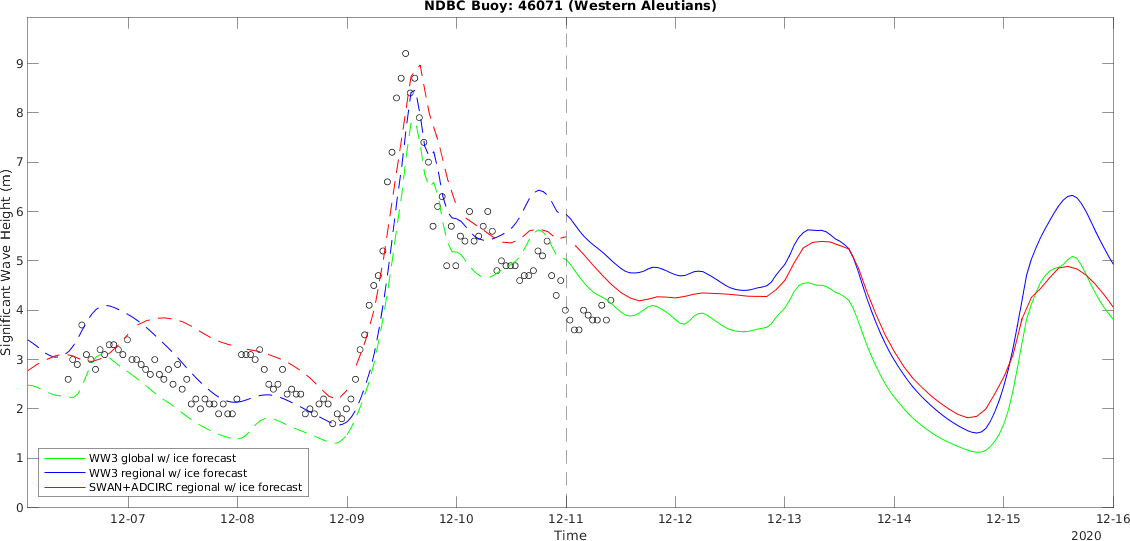 NDBC Buoy: 46071 (Western Aleutians)
Significant Wave Height (m)
9
8
7
6
5
4
3
2
1
0
WW3 global w/ ice forecast
WW3 regional w/ ice forecast
SWAN+ADCIRC regional w/ ice forecast
12-07 12-08 12-09 12-10 12-11 12-12 12-13 12-14 12-15 12-16
Time
2020